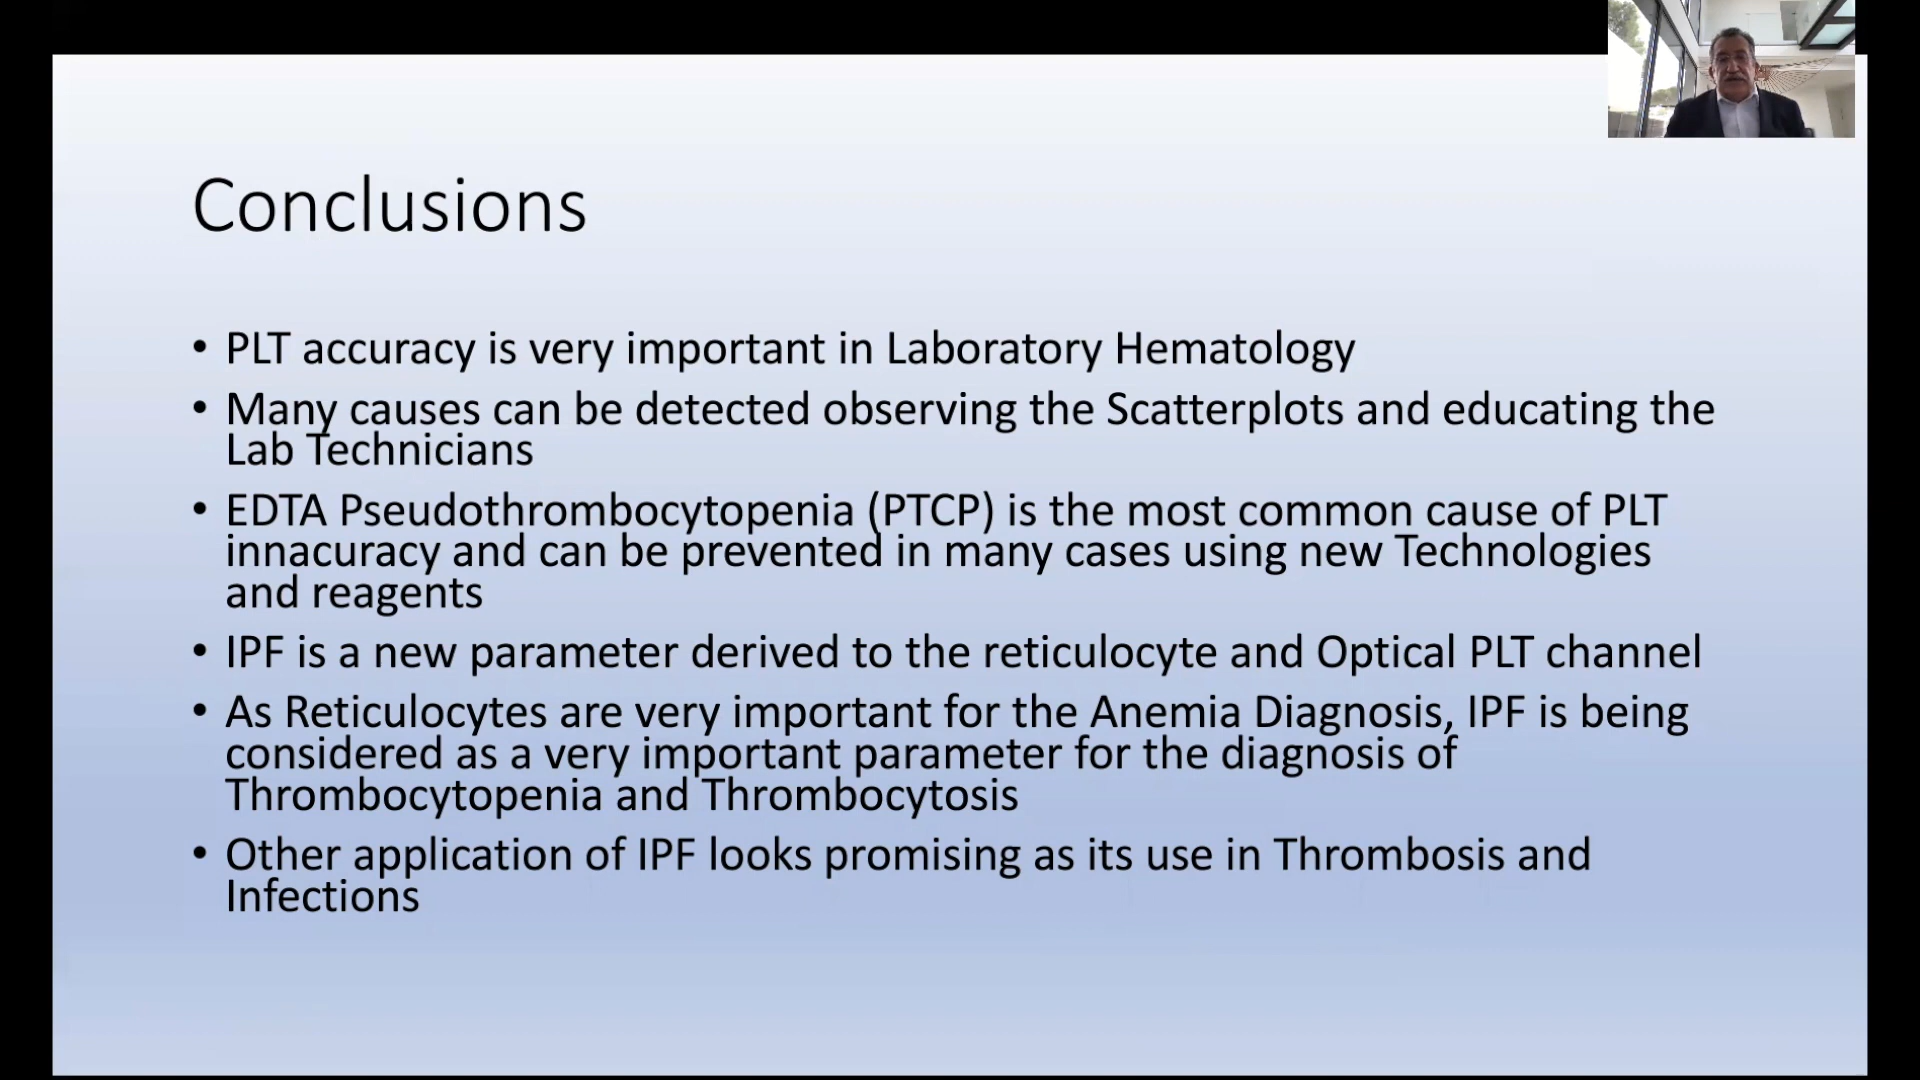 Conclusions
• PLT accuracy is very important in Laboratory Hematology
• Many causes can be detected observing the Scatterplots and educating the
Lab Technicians
• EDTA Pseudothrombocytopenia (PTCP) is the most common cause of PLT
innacuracy and can be prevented in many cases using new Technologies
and reagents
• IPF is a new parameter derived to the reticulocyte and Optical PLT channel
• As Reticulocytes are very important for the Anemia Diagnosis, IPF is being
considered as a very important parameter for the diagnosis of
Thrombocytopenia and Thrombocytosis
• Other application of IPF looks promising as its use in Thrombosis and
Infections